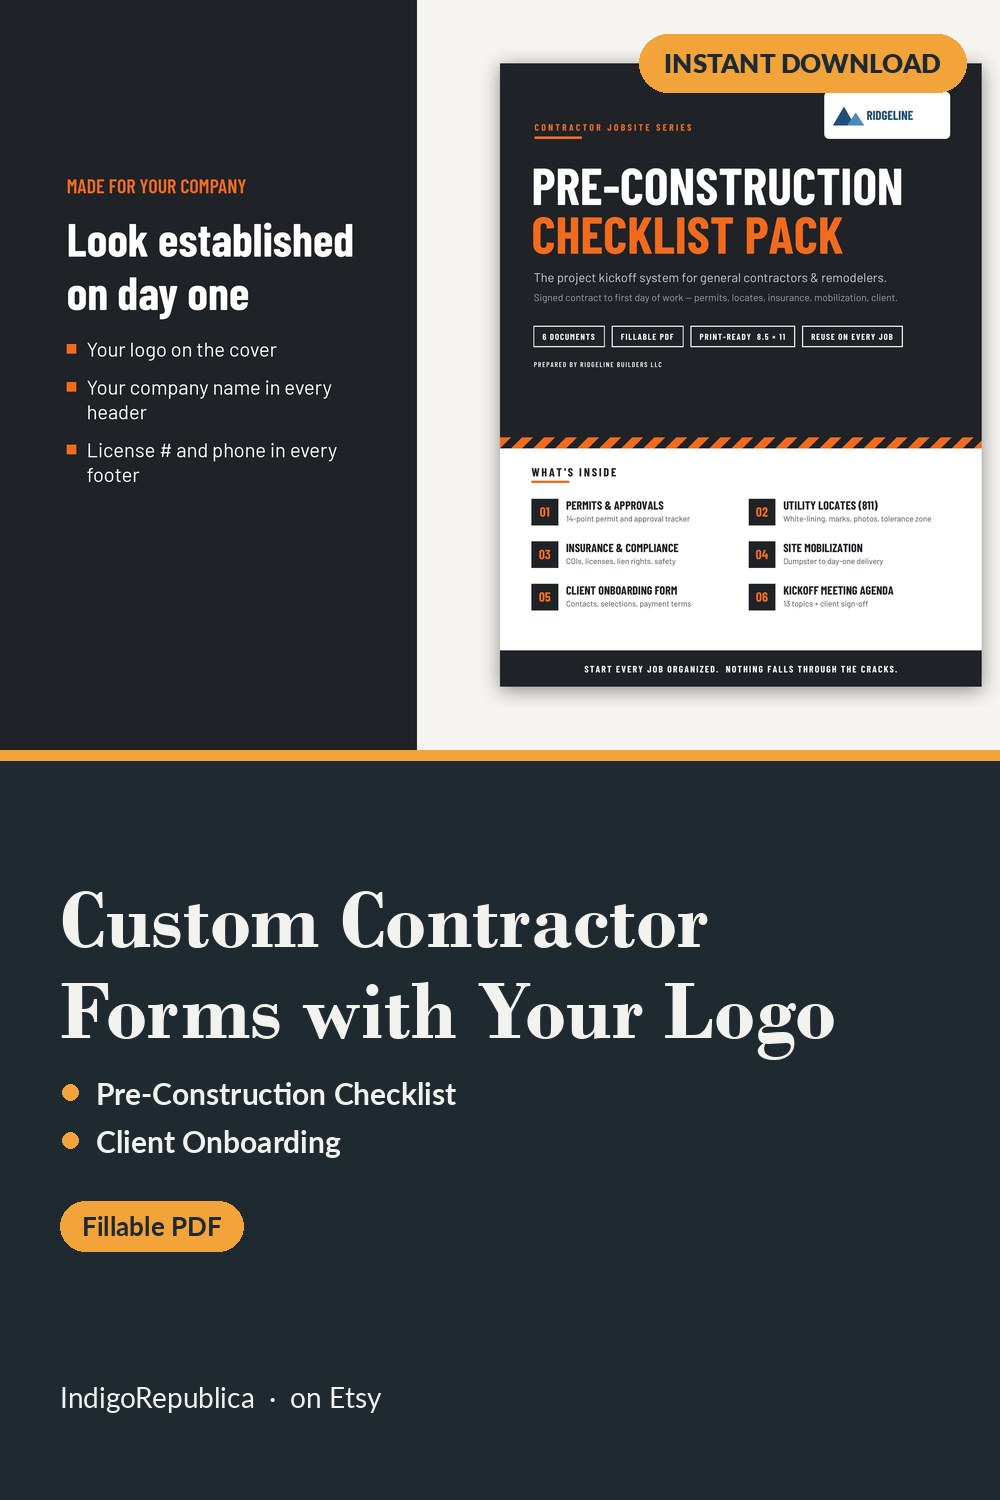 MADE FOR YOUR COMPANY
Look established
on day one
Your logo on the cover
Your company name in every
header
License # and phone in every
footer
INSTANT DOWNLOAD
RIDGELINE
CONTRACTOR JOBSITE SERIES
PRE-CONSTRUCTION
CHECKLIST PACK
The project kickoff system for general contractors & remodelers.
Signed contract to first day of work — permits, locates, insurance, mobilization, client.
6 DOCUMENTS
FILLABLE PDF
PRINT-READY 8.5 × 11
REUSE ON EVERY JOB
PREPARED BY RIDGELINE BUILDERS LLC
WHAT'S INSIDE
01 PERMITS & APPROVALS
14-point permit and approval tracker
02 UTILITY LOCATES (811)
White-lining, marks, photos, tolerance zone
03 INSURANCE & COMPLIANCE
COIs, licenses, lien rights, safety
04 SITE MOBILIZATION
Dumpster to day-one delivery
05 CLIENT ONBOARDING FORM
Contacts, selections, payment terms
06 KICKOFF MEETING AGENDA
13 topics + client sign-off
START EVERY JOB ORGANIZED. NOTHING FALLS THROUGH THE CRACKS.
Custom Contractor
Forms with Your Logo
Pre-Construction Checklist
Client Onboarding
Fillable PDF
IndigoRepublica · on Etsy